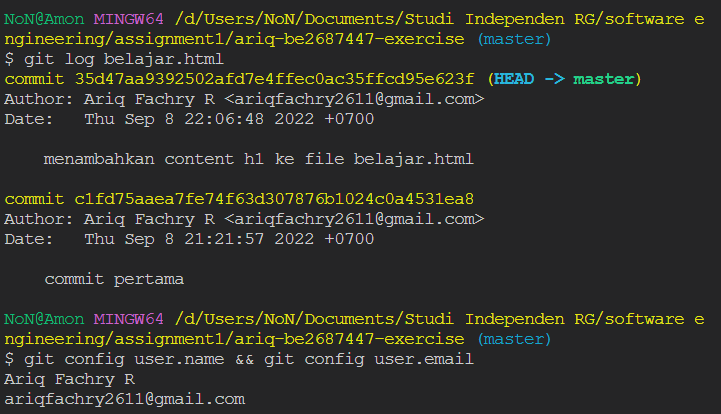 NoN@Amon MINGW64 /d/Users/NoN/Documents/Studi Independen RG/software e
ngineering/assignment1/ariq-be2687447-exercise (master)
$ git log belajar.html
commit 35d47aa9392502afd7e4ffec0ac35ffcd95e623f (HEAD -> master)
Author: Ariq Fachry R <ariqfachry2611@gmail.com>
Date:   Thu Sep 8 22:06:48 2022 +0700
    menambahkan content h1 ke file belajar.html
commit c1fd75aaea7fe74f63d307876b1024c0a4531ea8
Author: Ariq Fachry R <ariqfachry2611@gmail.com>
Date:   Thu Sep 8 21:21:57 2022 +0700
    commit pertama
NoN@Amon MINGW64 /d/Users/NoN/Documents/Studi Independen RG/software e
ngineering/assignment1/ariq-be2687447-exercise (master)
$ git config user.name && git config user.email
Ariq Fachry R
ariqfachry2611@gmail.com